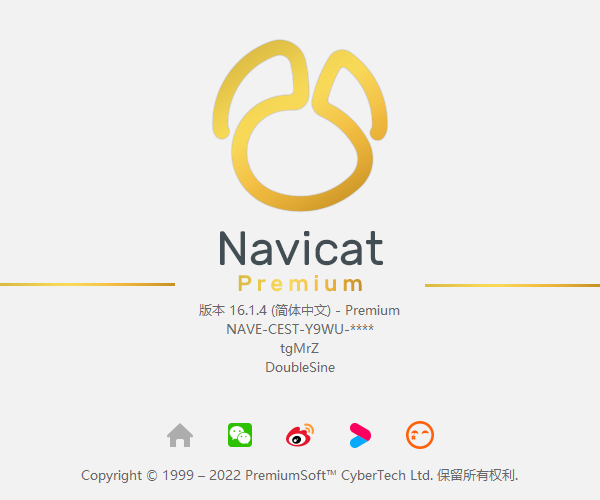 Navicat
Premium
版本 16.1.4 (简体中文) - Premium
NAVE-CEST-Y9WU-****
tgMrZ
DoubleSine
Copyright © 1999 – 2022 PremiumSoft™ CyberTech Ltd. 保留所有权利.